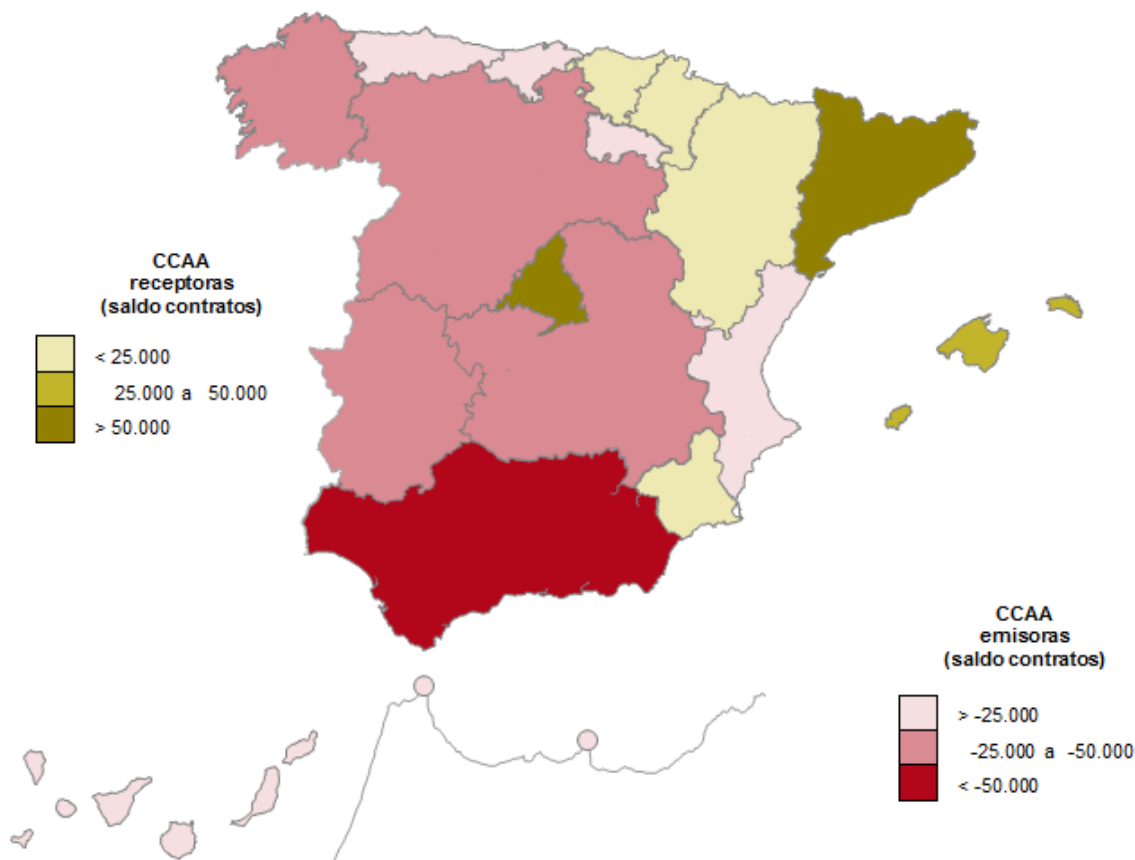 CCAA
receptoras
(saldo contratos)
< 25.000
25.000 a 50.000
> 50.000
CCAA
emisoras
(saldo contratos)
> -25.000
-25.000 a -50.000
< -50.000